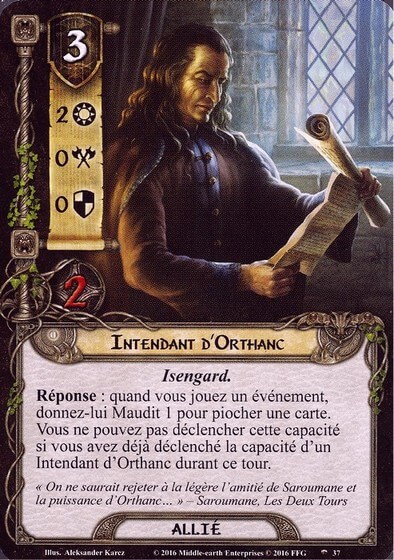 3
2
0
0
2
INTENDANT D'ORTHANC
Isengard.
Réponse : quand vous jouez un événement,
donnez-lui Maudit 1 pour piocher une carte.
Vous ne pouvez pas déclencher cette capacité
si vous avez déjà déclenché la capacité d'un
Intendant d'Orthanc durant ce tour.
« On ne saurait rejeter à la légère l'amitié de Saroumane et
la puissance d'Orthanc… » – Saroumane, Les Deux Tours
ALLIÉ
Illus. Aleksander Karcz © 2016 Middle-earth Enterprises © 2016 FFG 37